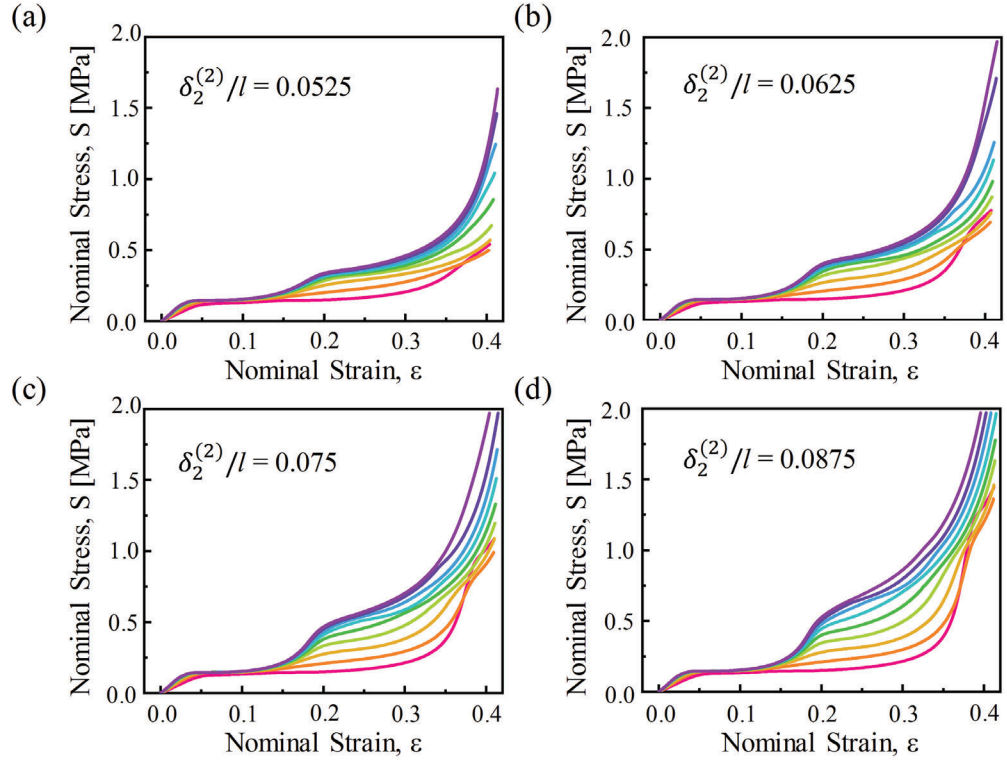 (a)
δ₂⁽²⁾/l = 0.0525
Nominal Stress, S [MPa]
2.0
1.5
1.0
0.5
0.0
0.0 0.1 0.2 0.3 0.4
Nominal Strain, ε
(b)
δ₂⁽²⁾/l = 0.0625
Nominal Stress, S [MPa]
2.0
1.5
1.0
0.5
0.0
0.0 0.1 0.2 0.3 0.4
Nominal Strain, ε
(c)
δ₂⁽²⁾/l = 0.075
Nominal Stress, S [MPa]
2.0
1.5
1.0
0.5
0.0
0.0 0.1 0.2 0.3 0.4
Nominal Strain, ε
(d)
δ₂⁽²⁾/l = 0.0875
Nominal Stress, S [MPa]
2.0
1.5
1.0
0.5
0.0
0.0 0.1 0.2 0.3 0.4
Nominal Strain, ε